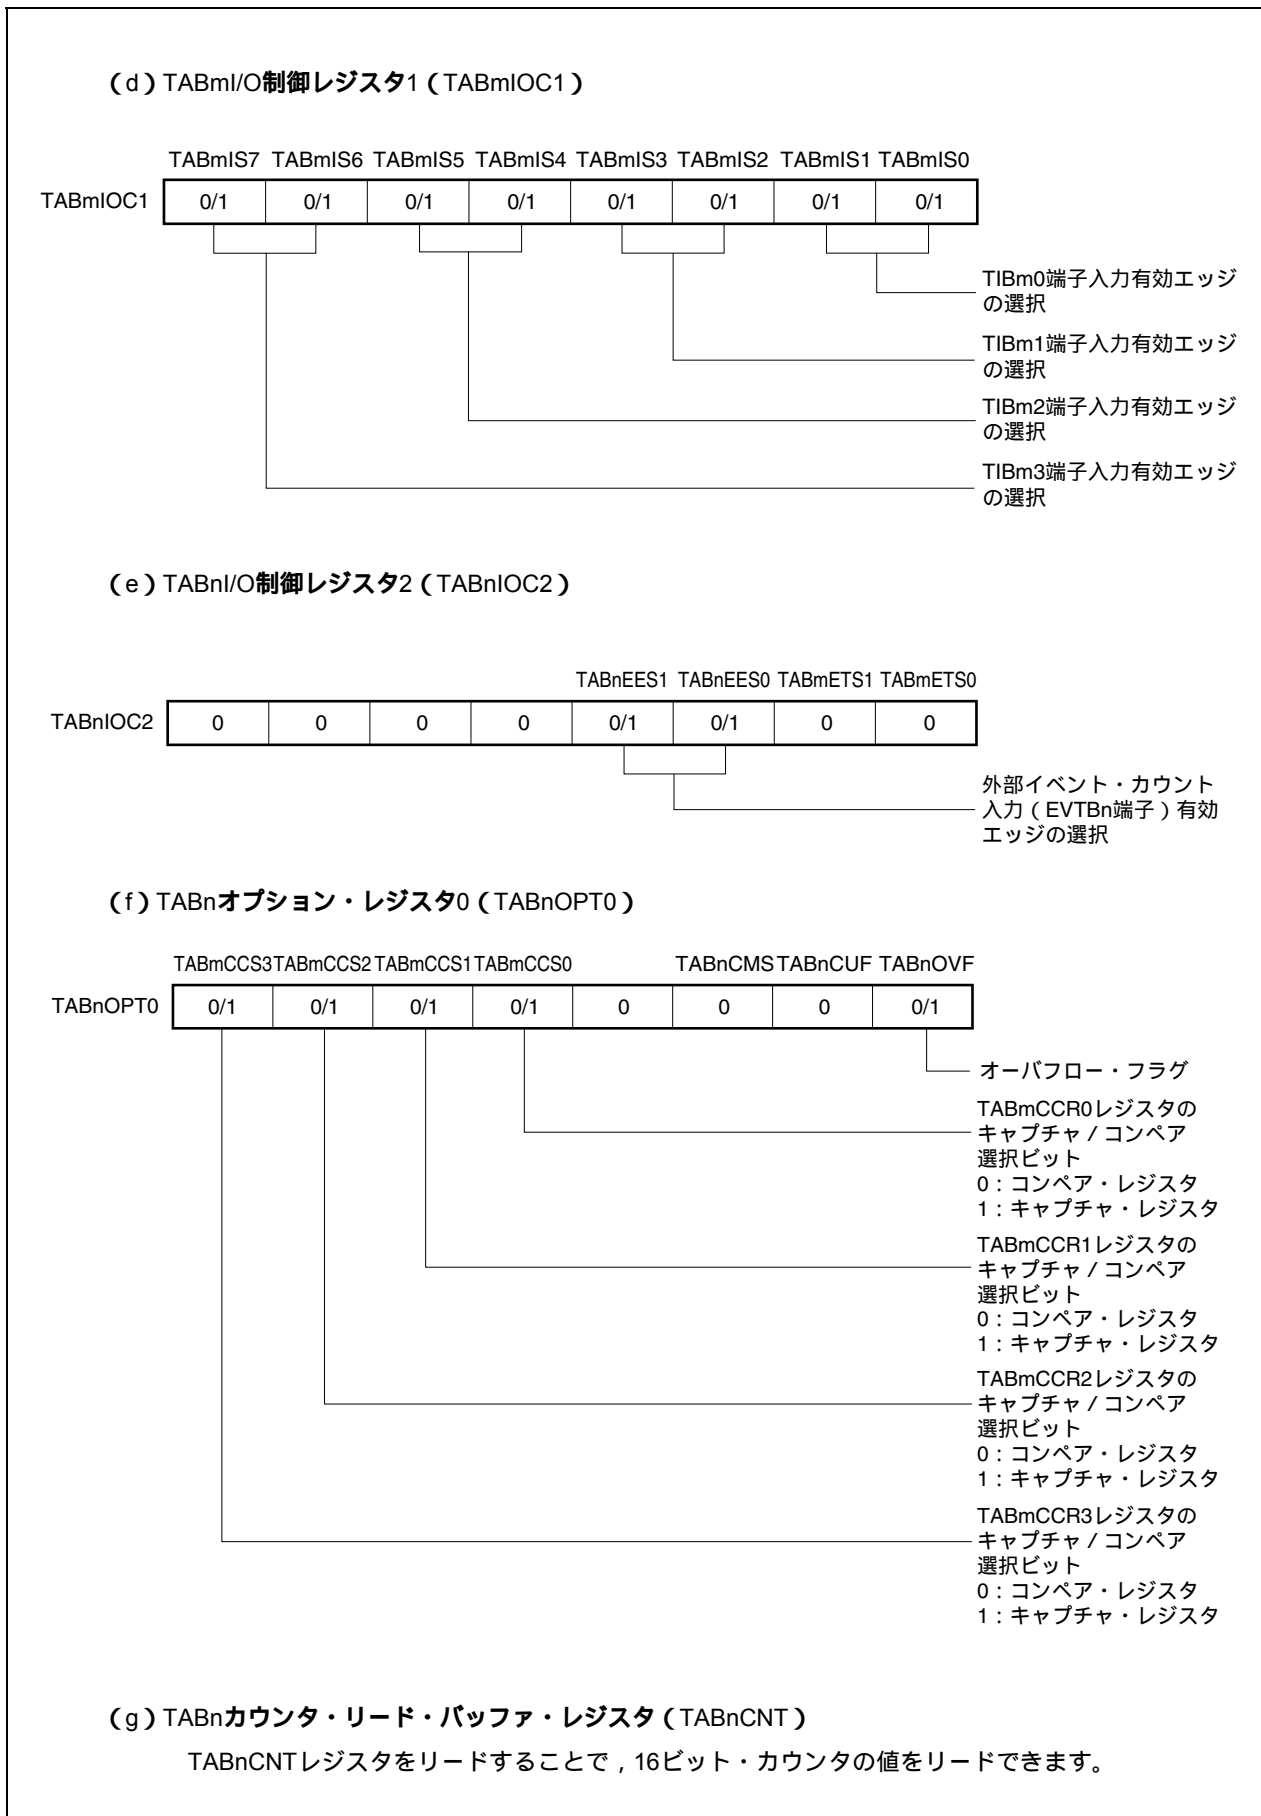 (d)TABmI/O制御レジスタ1(TABmIOC1)
TABmIS7 TABmIS6 TABmIS5 TABmIS4 TABmIS3 TABmIS2 TABmIS1 TABmIS0
TABmIOC1 0/1 0/1 0/1 0/1 0/1 0/1 0/1 0/1
TIBm0端子入力有効エッジ
の選択
TIBm1端子入力有効エッジ
の選択
TIBm2端子入力有効エッジ
の選択
TIBm3端子入力有効エッジ
の選択
(e)TABnI/O制御レジスタ2(TABnIOC2)
TABnEES1 TABnEES0 TABmETS1 TABmETS0
TABnIOC2 0 0 0 0 0/1 0/1 0 0
外部イベント・カウント
入力(EVTBn端子)有効
エッジの選択
(f)TABnオプション・レジスタ0(TABnOPT0)
TABmCCS3 TABmCCS2 TABmCCS1 TABmCCS0 TABnCMS TABnCUF TABnOVF
TABnOPT0 0/1 0/1 0/1 0/1 0 0 0 0/1
オーバフロー・フラグ
TABmCCR0レジスタの
キャプチャ/コンペア
選択ビット
0:コンペア・レジスタ
1:キャプチャ・レジスタ
TABmCCR1レジスタの
キャプチャ/コンペア
選択ビット
0:コンペア・レジスタ
1:キャプチャ・レジスタ
TABmCCR2レジスタの
キャプチャ/コンペア
選択ビット
0:コンペア・レジスタ
1:キャプチャ・レジスタ
TABmCCR3レジスタの
キャプチャ/コンペア
選択ビット
0:コンペア・レジスタ
1:キャプチャ・レジスタ
(g)TABnカウンタ・リード・バッファ・レジスタ(TABnCNT)
TABnCNTレジスタをリードすることで,16ビット・カウンタの値をリードできます。